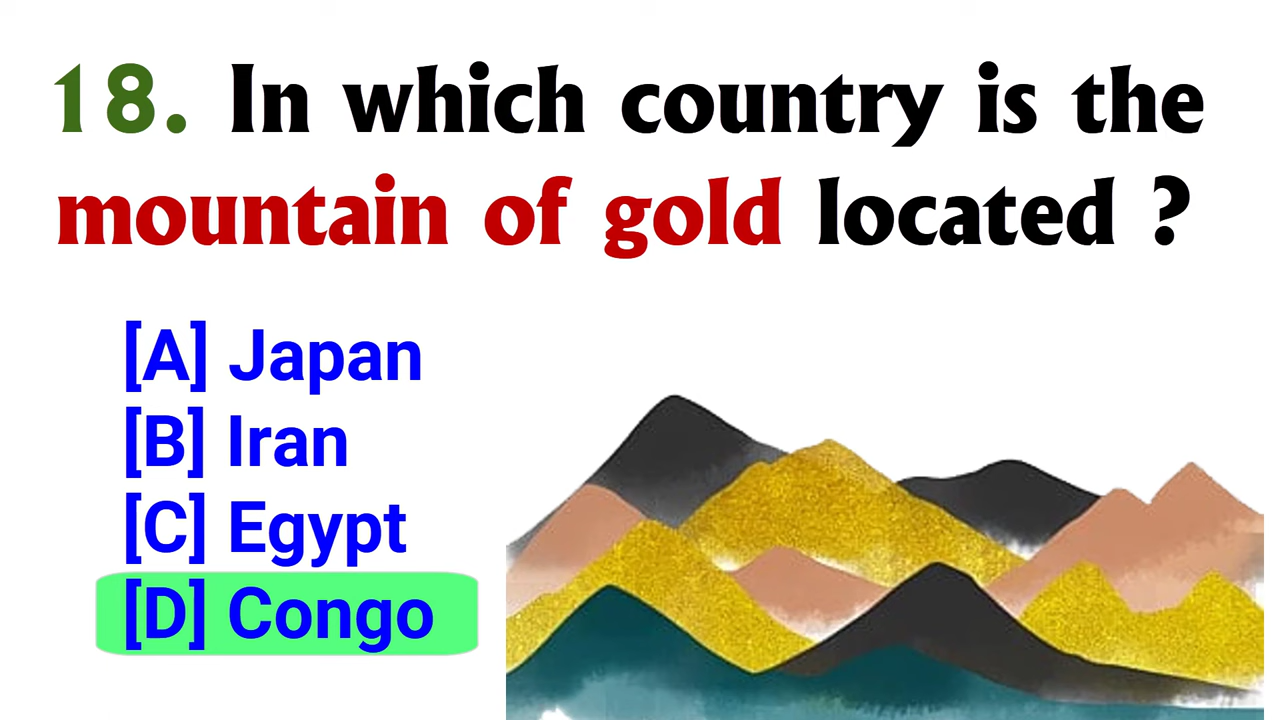 18. In which country is the
mountain of gold located ?
[A] Japan
[B] Iran
[C] Egypt
[D] Congo